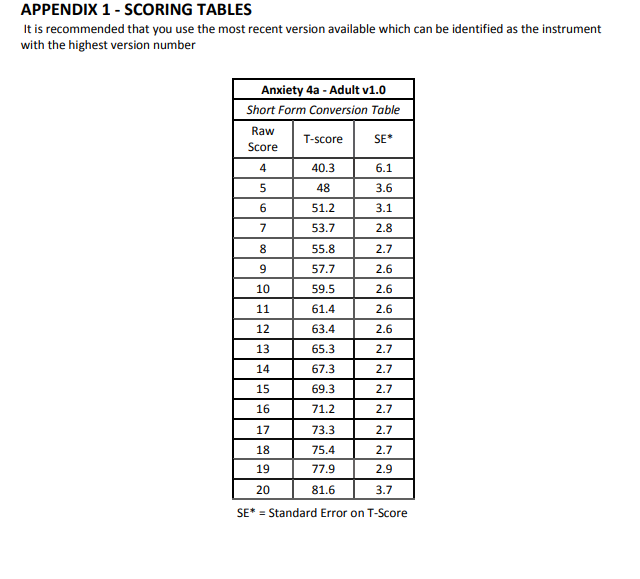 APPENDIX 1 - SCORING TABLES
It is recommended that you use the most recent version available which can be identified as the instrument
with the highest version number
Anxiety 4a - Adult v1.0
Short Form Conversion Table
Raw Score T-score SE*
4 40.3 6.1
5 48 3.6
6 51.2 3.1
7 53.7 2.8
8 55.8 2.7
9 57.7 2.6
10 59.5 2.6
11 61.4 2.6
12 63.4 2.6
13 65.3 2.7
14 67.3 2.7
15 69.3 2.7
16 71.2 2.7
17 73.3 2.7
18 75.4 2.7
19 77.9 2.9
20 81.6 3.7
SE* = Standard Error on T-Score